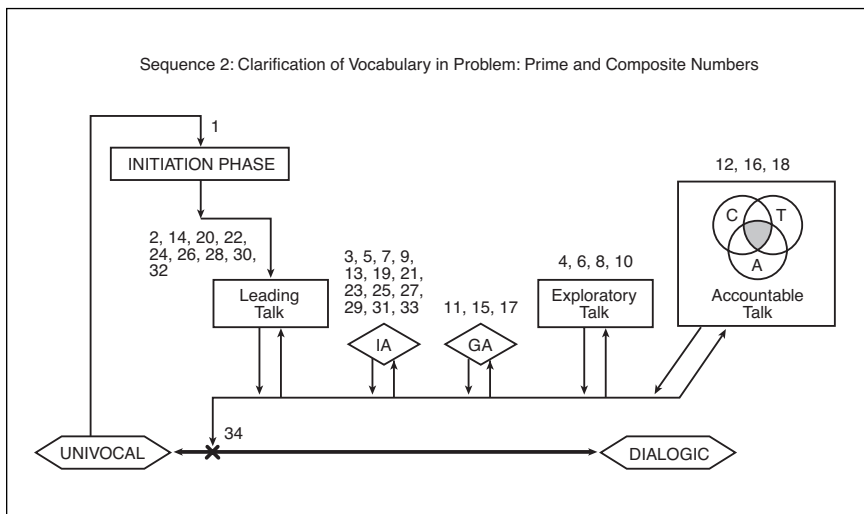 Sequence 2: Clarification of Vocabulary in Problem: Prime and Composite Numbers
1
INITIATION PHASE
12, 16, 18
C
T
A
Accountable
Talk
2, 14, 20, 22,
24, 26, 28, 30,
32
Leading
Talk
3, 5, 7, 9,
13, 19, 21,
23, 25, 27,
29, 31, 33
IA
11, 15, 17
GA
4, 6, 8, 10
Exploratory
Talk
34
UNIVOCAL
DIALOGIC